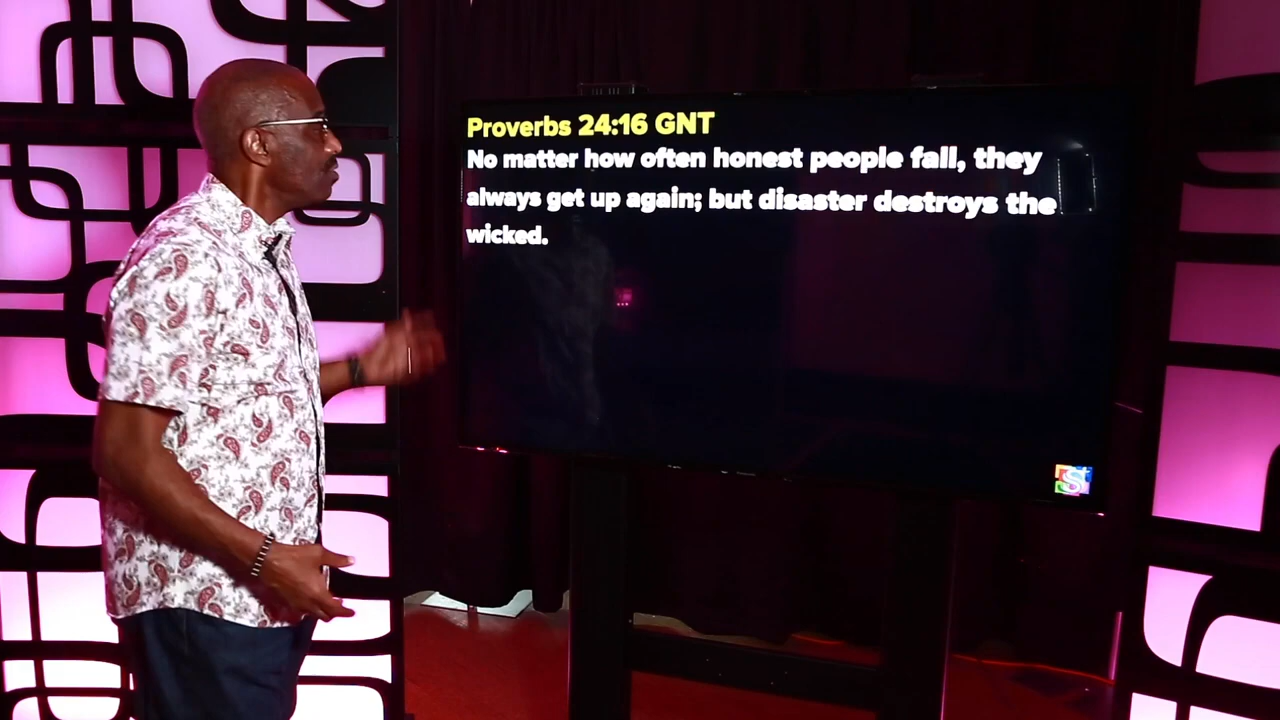 Proverbs 24:16 GNT
No matter how often honest people fall, they
always get up again; but disaster destroys the
wicked.
S